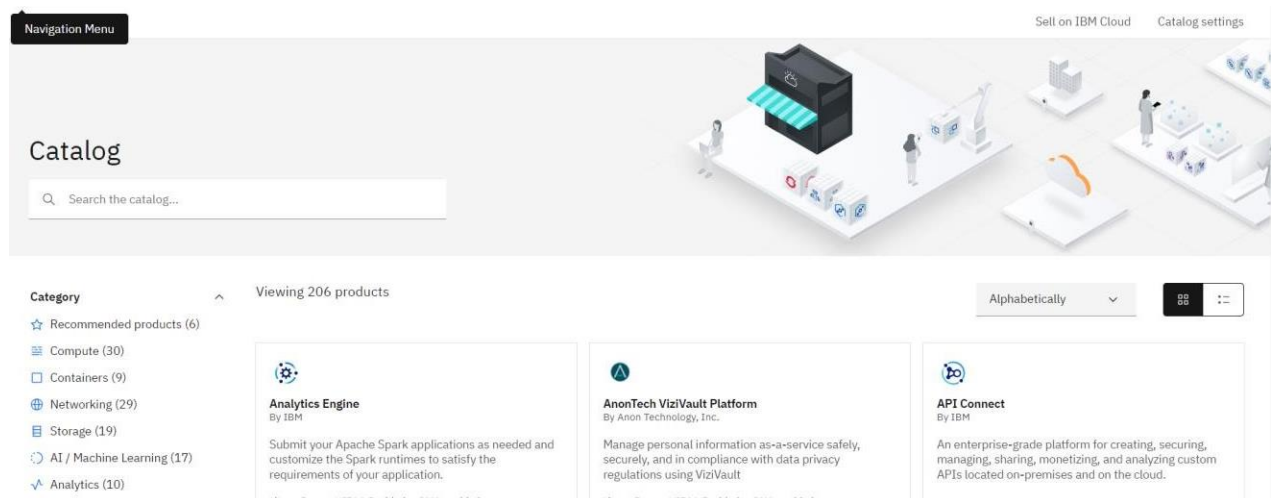 Navigation Menu
Sell on IBM Cloud
Catalog settings
Catalog
Search the catalog...
Category
Recommended products (6)
Compute (30)
Containers (9)
Networking (29)
Storage (19)
AI / Machine Learning (17)
Analytics (10)
Viewing 206 products
Alphabetically
Analytics Engine
By IBM
Submit your Apache Spark applications as needed and
customize the Spark runtimes to satisfy the
requirements of your application.
AnonTech ViziVault Platform
By Anon Technology, Inc.
Manage personal information as-a-service safely,
securely, and in compliance with data privacy
regulations using ViziVault
API Connect
By IBM
An enterprise-grade platform for creating, securing,
managing, sharing, monetizing, and analyzing custom
APIs located on-premises and on the cloud.